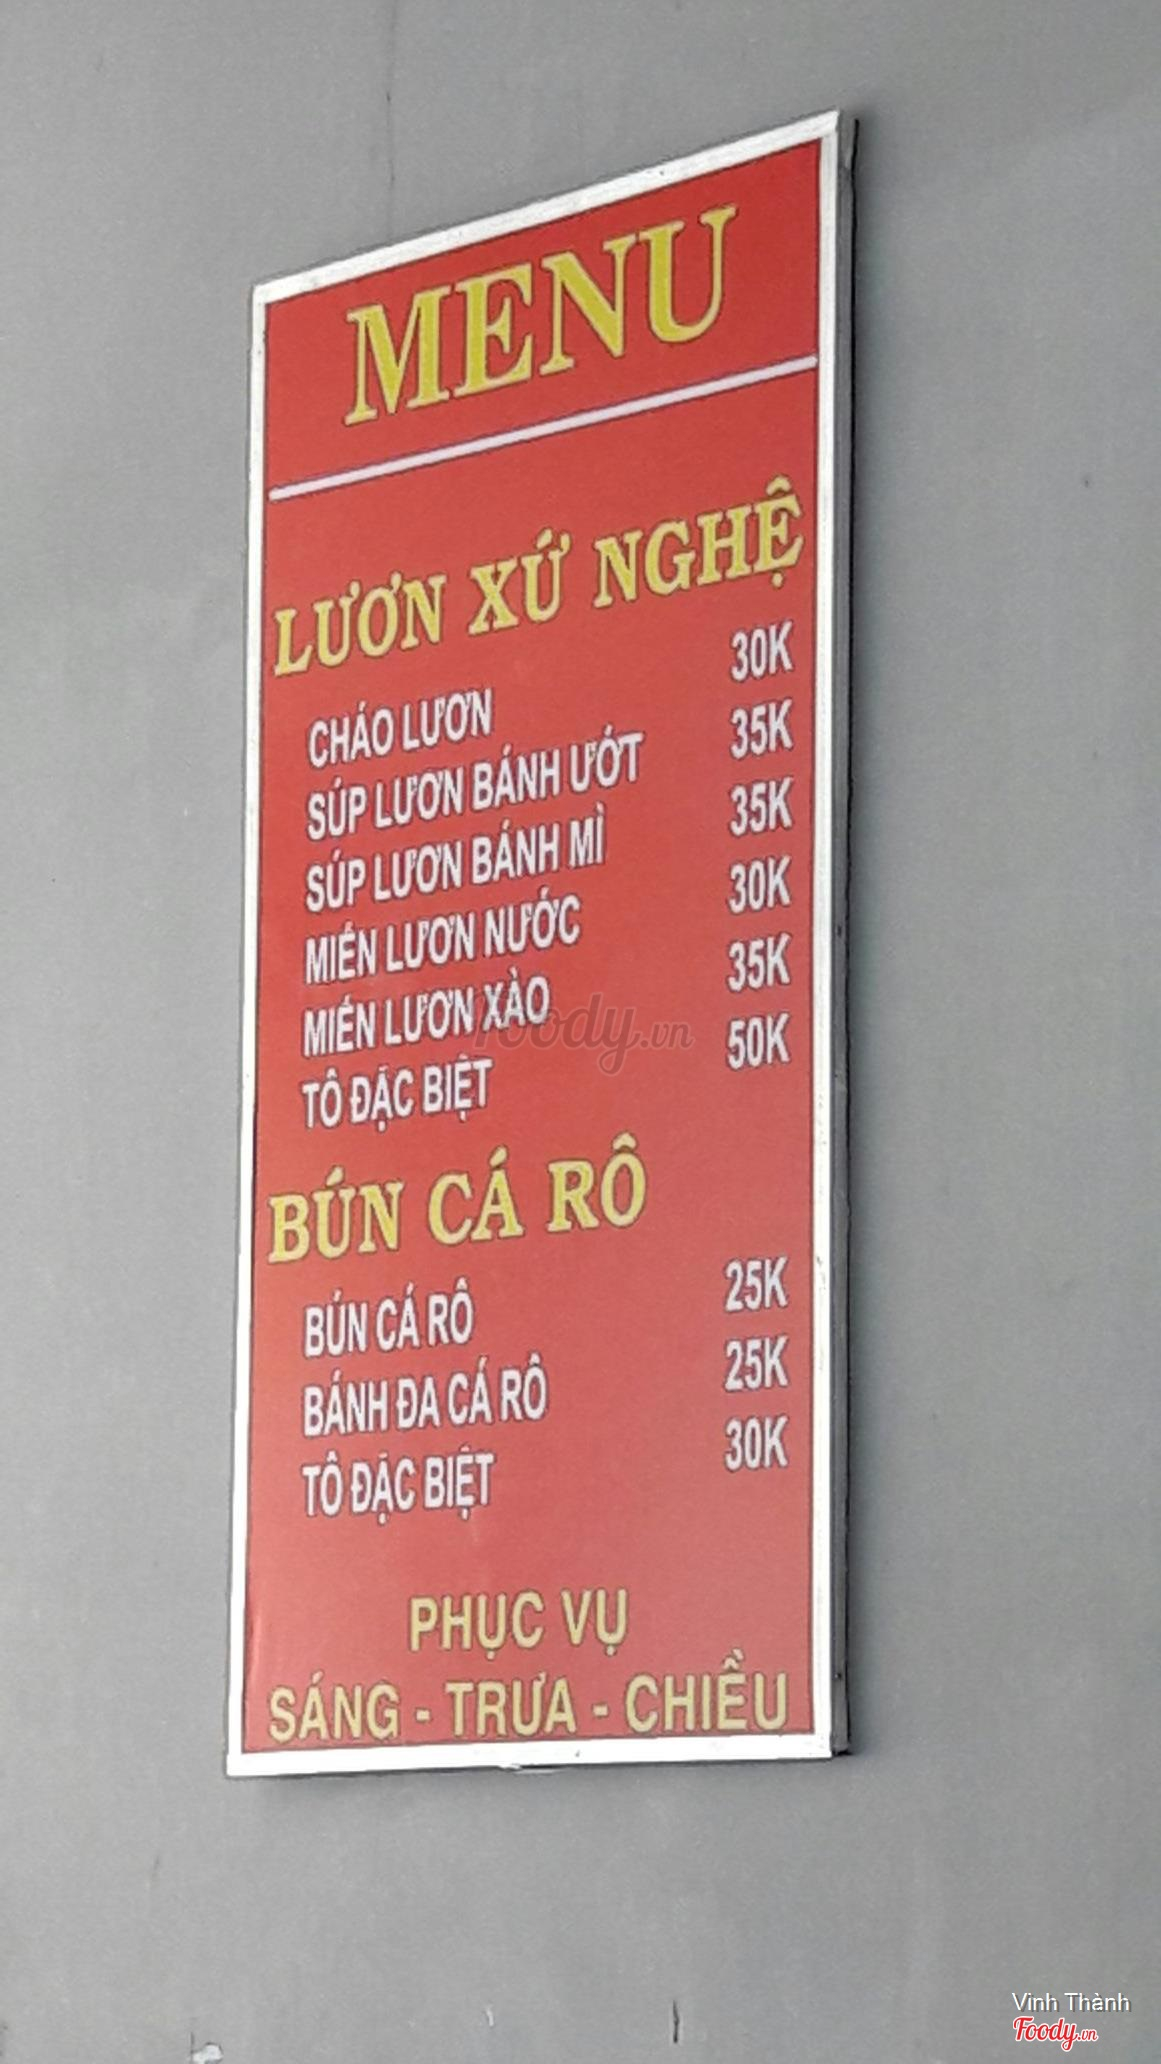 MENU
LƯƠN XỨ NGHỆ
CHÁO LƯƠN 30K
SÚP LƯƠN BÁNH ƯỚT 35K
SÚP LƯƠN BÁNH MÌ 35K
MIẾN LƯƠN NƯỚC 30K
MIẾN LƯƠN XÀO 35K
TÔ ĐẶC BIỆT 50K
Foody.vn
BÚN CÁ RÔ
BÚN CÁ RÔ 25K
BÁNH ĐA CÁ RÔ 25K
TÔ ĐẶC BIỆT 30K
PHỤC VỤ
SÁNG - TRƯA - CHIỀU
Vinh Thành
Foody.vn